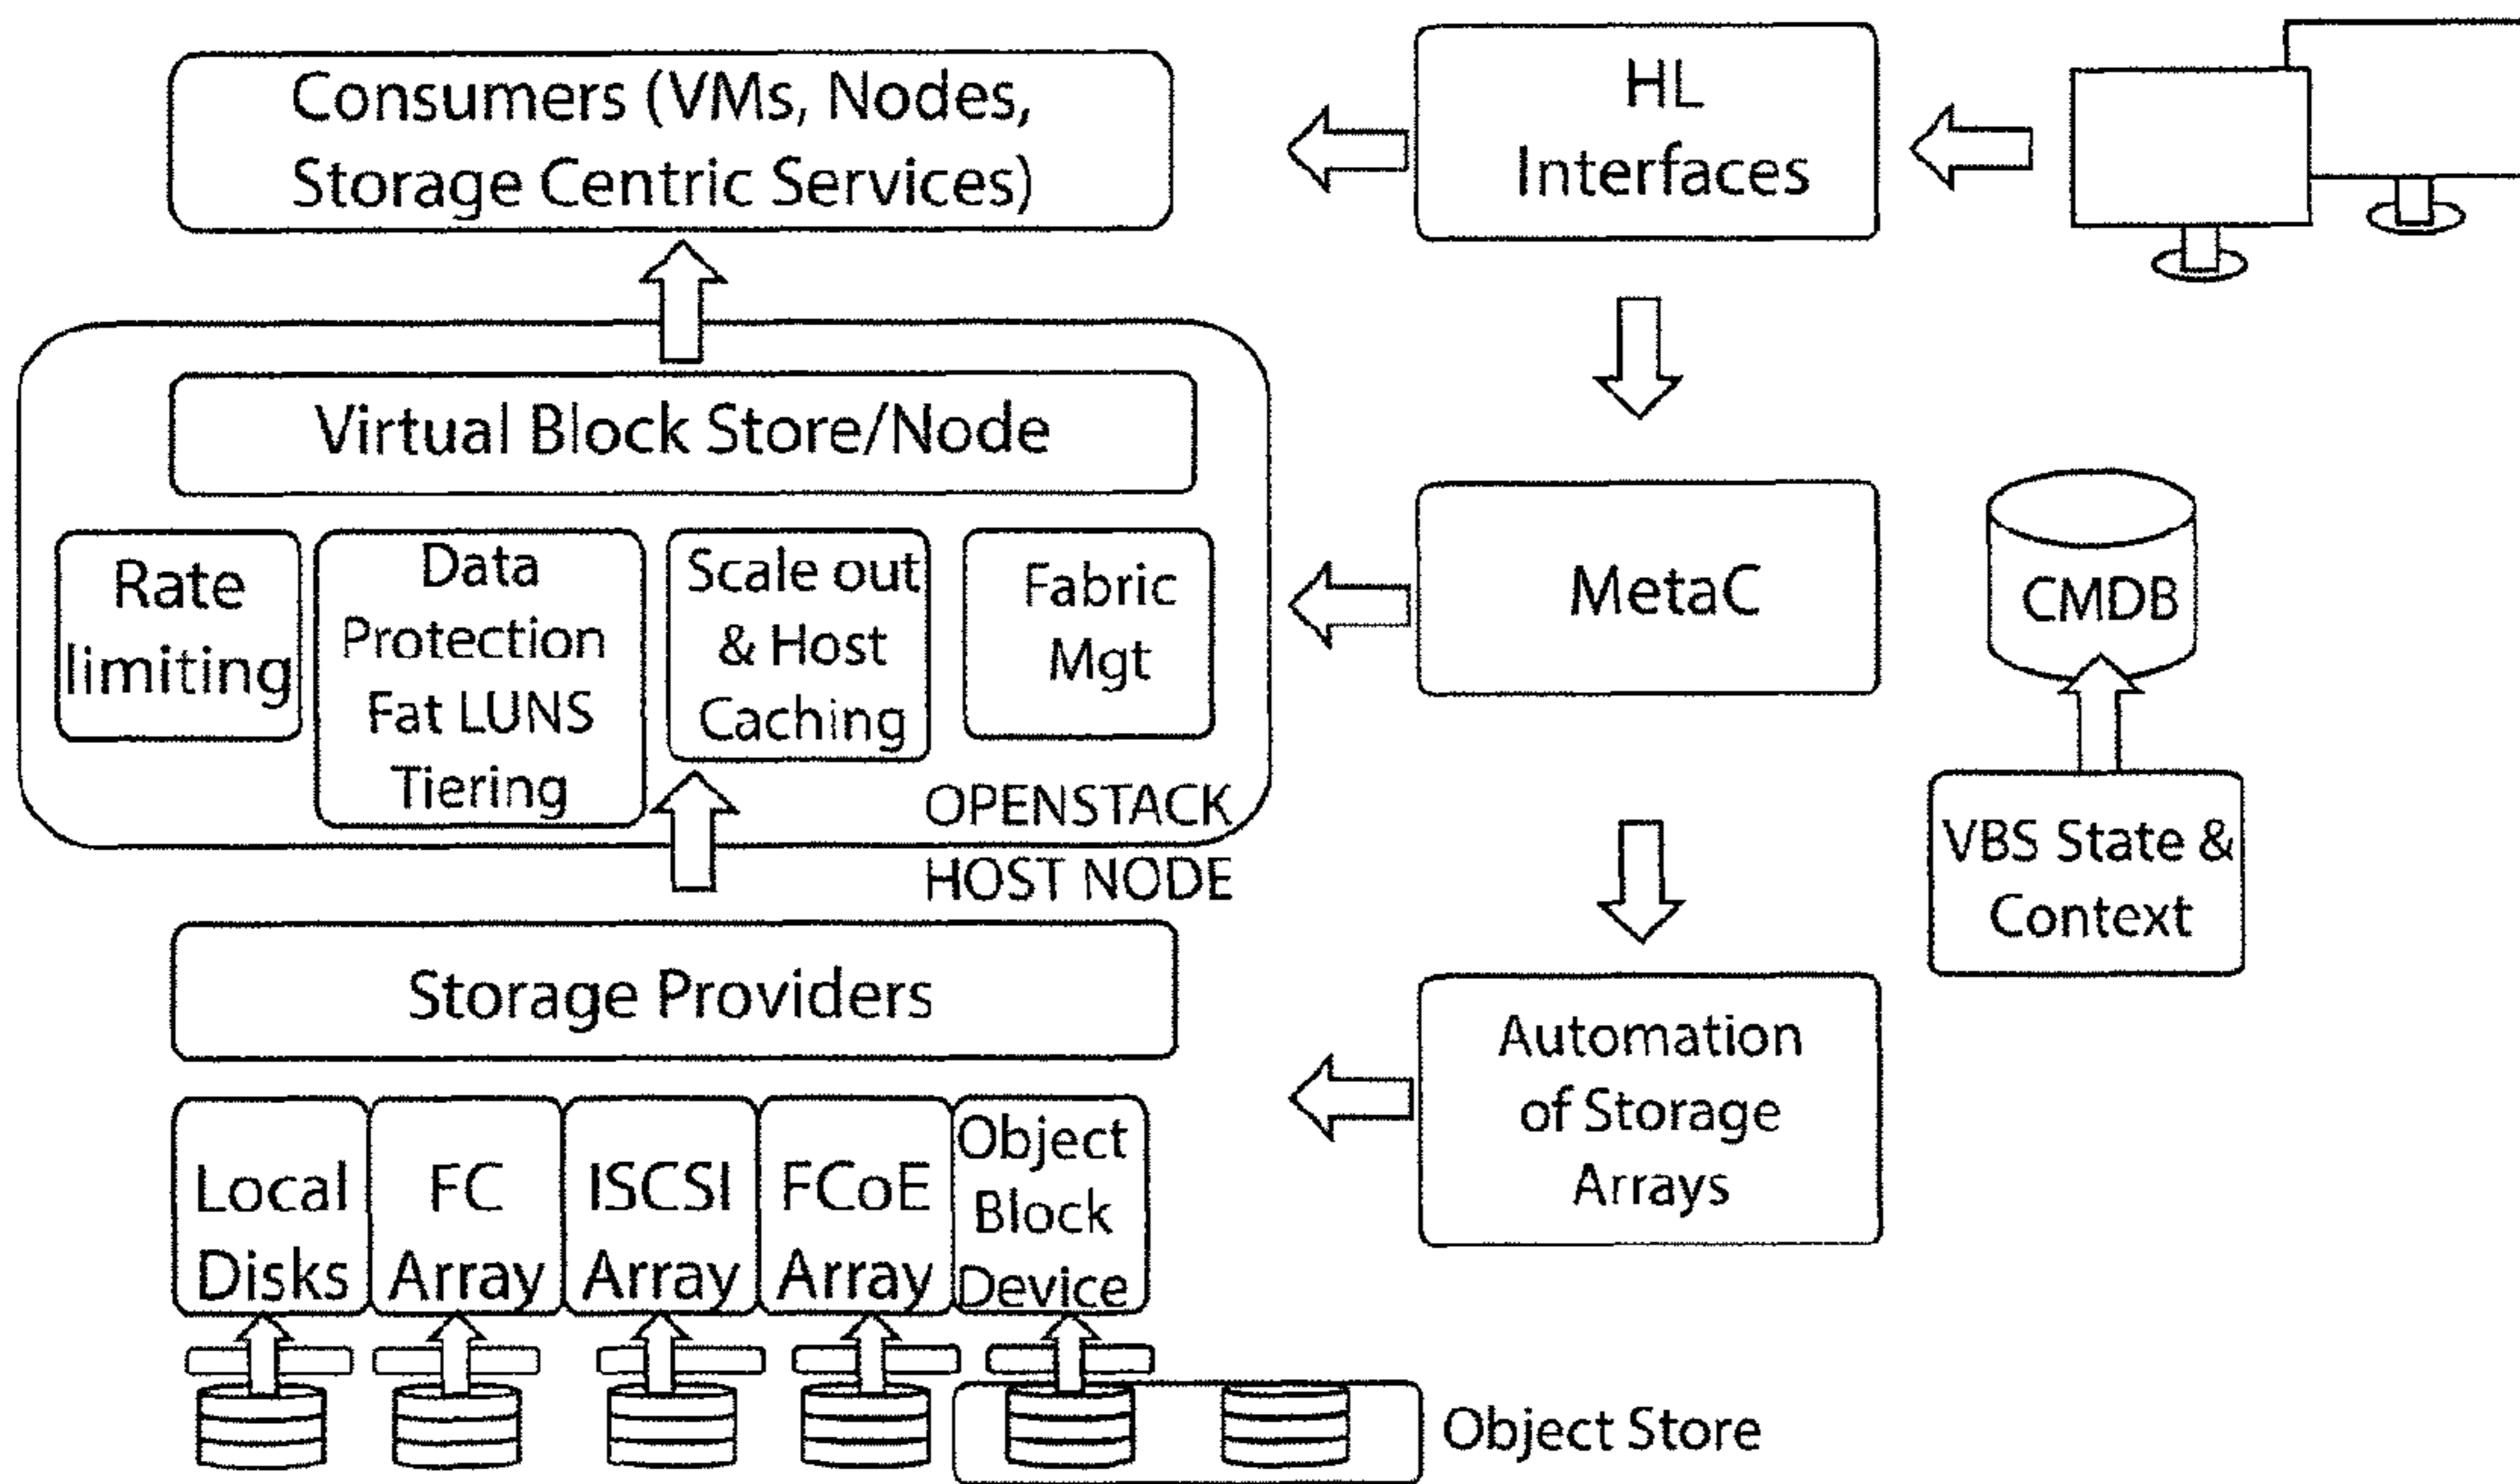 Consumers (VMs, Nodes,
Storage Centric Services)
HL
Interfaces
Virtual Block Store/Node
Rate
limiting
Data
Protection
Fat LUNS
Tiering
Scale out
& Host
Caching
Fabric
Mgt
OPENSTACK
HOST NODE
MetaC
CMDB
VBS State &
Context
Storage Providers
Automation
of Storage
Arrays
Local
Disks
FC
Array
ISCSI
Array
FCoE
Array
Object
Block
Device
Object Store